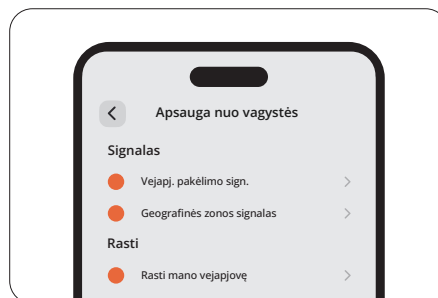 Apsauga nuo vagystės
Signalas
Vejapj. pakėlimo sign.
Geografinės zonos signalas
Rasti
Rasti mano vejapjovę